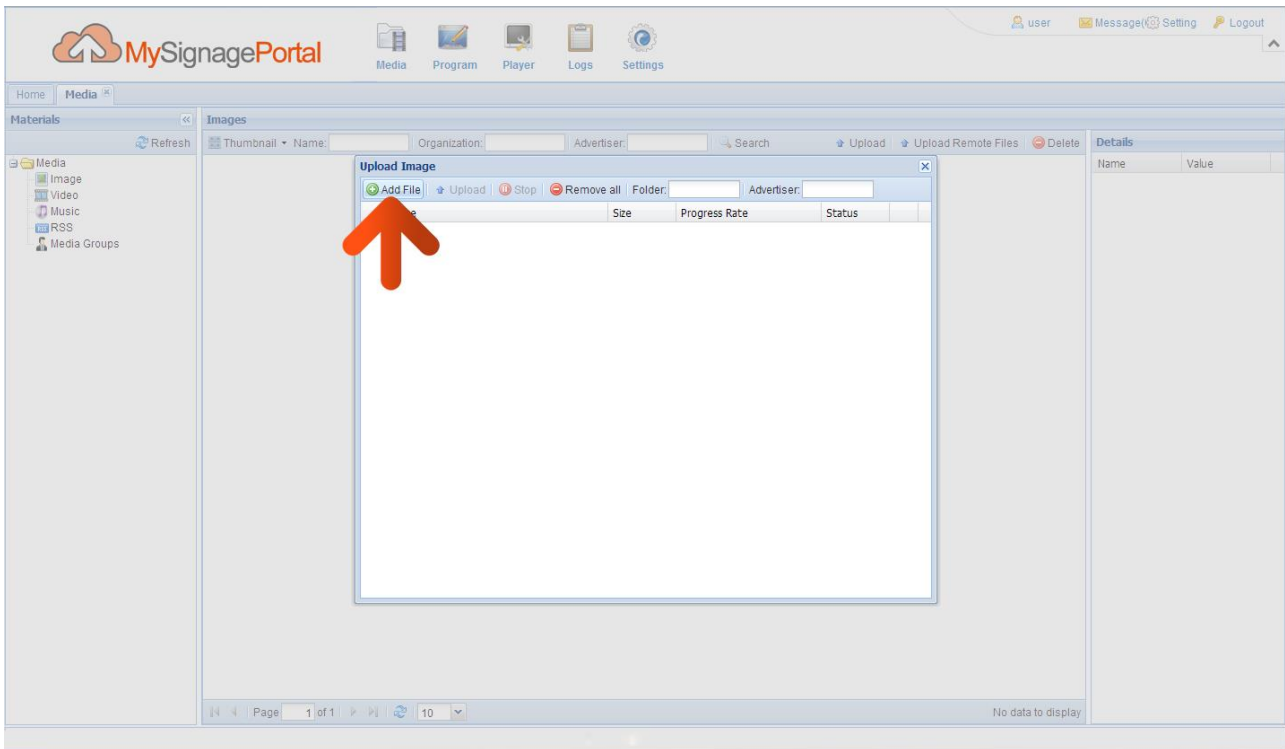 user Message( Setting Logout
MySignagePortal
Media Program Player Logs Settings
Home Media
Materials
Images
Refresh
Thumbnail Name: Organization: Advertiser: Search Upload Upload Remote Files Delete
Details
Name Value
Media
Image
Video
Music
RSS
Media Groups
Upload Image
Add File Upload Stop Remove all Folder: Advertiser:
Size Progress Rate Status
Page 1 of 1 10 No data to display